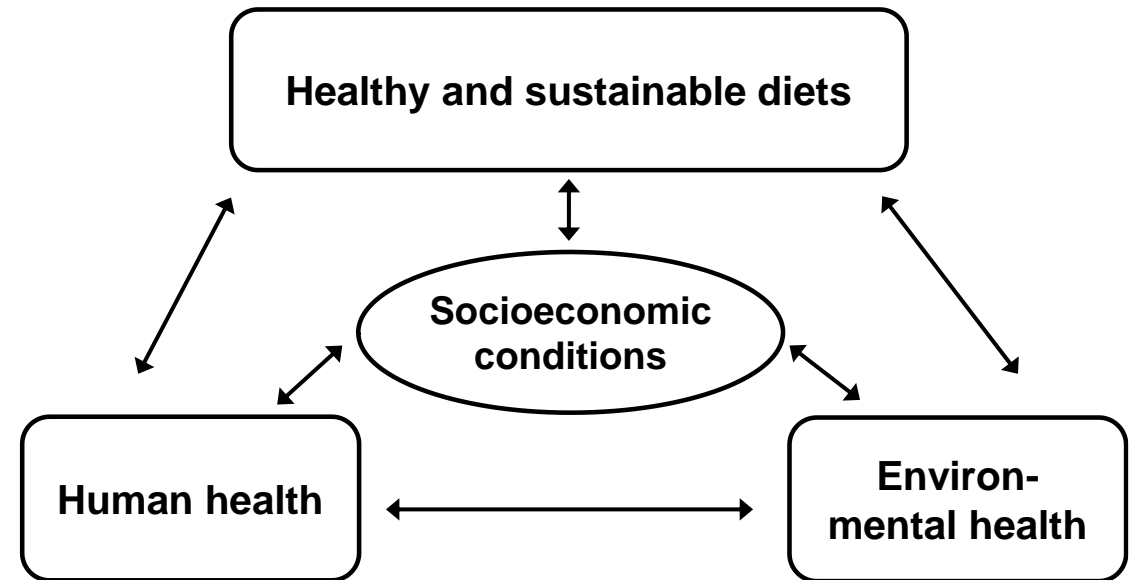 Healthy and sustainable diets
Socioeconomic
conditions
Human health
Environ-
mental health